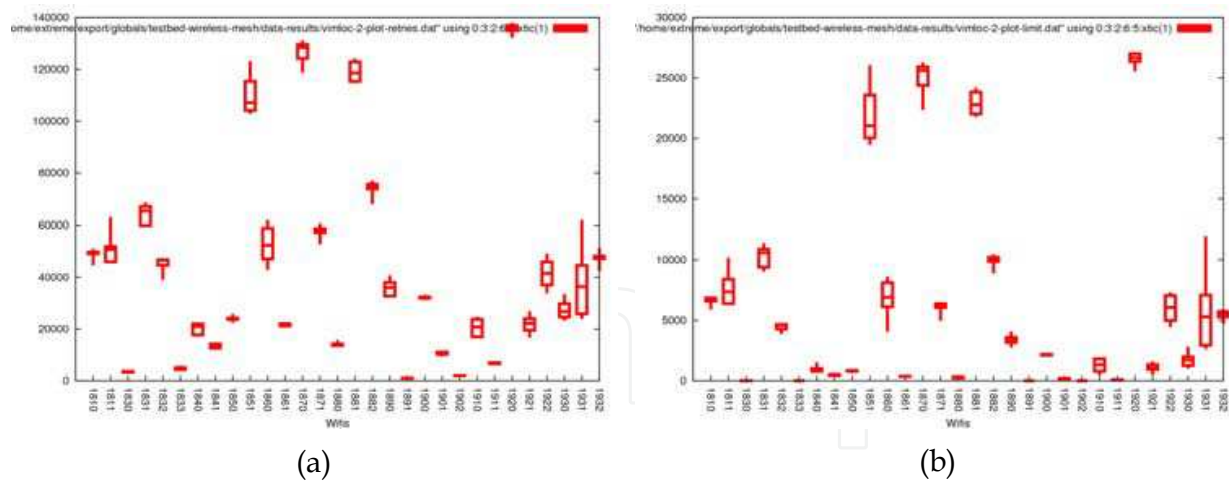 ome/extreme/export/globals/testbed-wireless-mesh/data-results/vimloc-2-plot-retries.dat" using 0:3:2:6: xtic(1)
140000
120000
100000
80000
60000
40000
20000
0
1810 1811 1830 1831 1832 1833 1840 1841 1850 1851 1860 1861 1870 1871 1880 1881 1882 1890 1891 1900 1901 1902 1910 1911 1920 1921 1922 1930 1931 1932
Wifis
(a)
'/home/extreme/export/globals/testbed-wireless-mesh/data-results/vimloc-2-plot-limit.dat" using 0:3:2:6:5:xtic(1)
30000
25000
20000
15000
10000
5000
0
1810 1811 1830 1831 1832 1833 1840 1841 1850 1851 1860 1861 1870 1871 1880 1881 1882 1890 1891 1900 1901 1902 1910 1911 1920 1921 1922 1930 1931 1932
Wifis
(b)